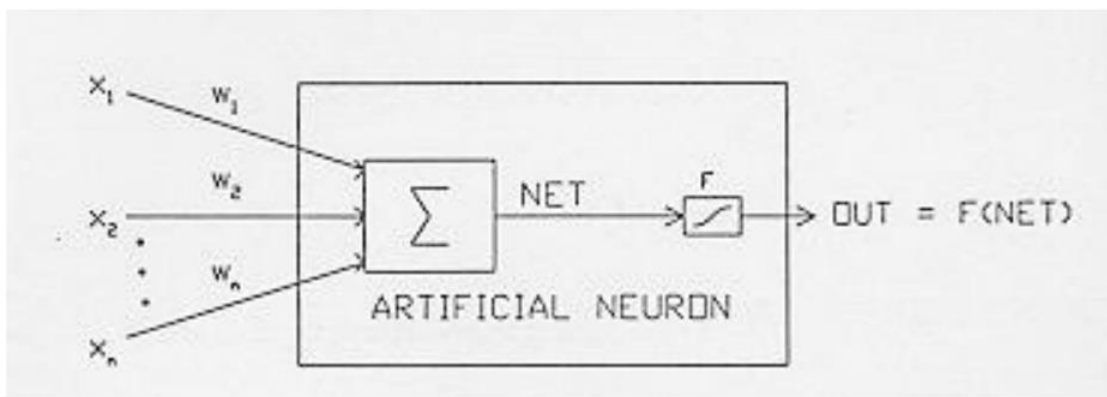 X₁
W₁
W₂
X₂
Wₙ
Xₙ
Σ
NET
F
OUT = F(NET)
ARTIFICIAL NEURON